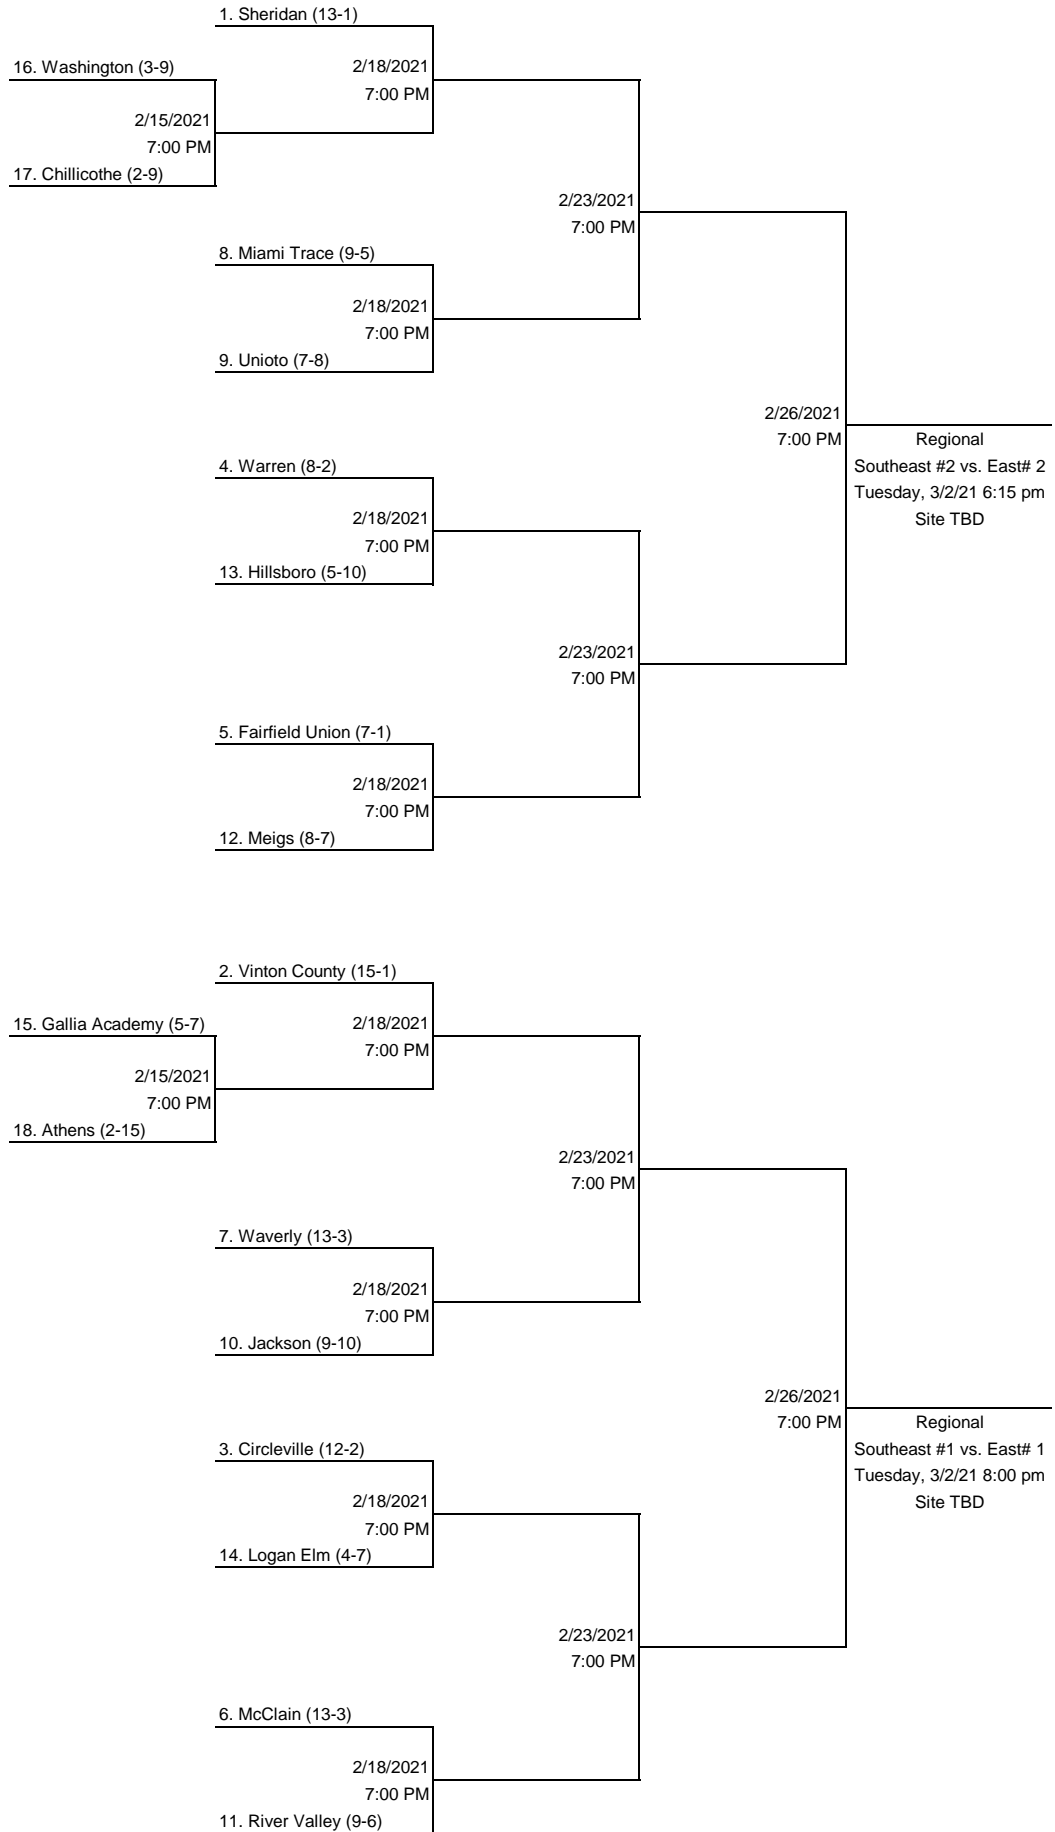 1. Sheridan (13-1)
16. Washington (3-9)
2/18/2021
7:00 PM
2/15/2021
7:00 PM
17. Chillicothe (2-9)
2/23/2021
7:00 PM
8. Miami Trace (9-5)
2/18/2021
7:00 PM
9. Unioto (7-8)
2/26/2021
7:00 PM
Regional
Southeast #2 vs. East# 2
Tuesday, 3/2/21 6:15 pm
Site TBD
4. Warren (8-2)
2/18/2021
7:00 PM
13. Hillsboro (5-10)
2/23/2021
7:00 PM
5. Fairfield Union (7-1)
2/18/2021
7:00 PM
12. Meigs (8-7)
2. Vinton County (15-1)
15. Gallia Academy (5-7)
2/18/2021
7:00 PM
2/15/2021
7:00 PM
18. Athens (2-15)
2/23/2021
7:00 PM
7. Waverly (13-3)
2/18/2021
7:00 PM
10. Jackson (9-10)
2/26/2021
7:00 PM
Regional
Southeast #1 vs. East# 1
Tuesday, 3/2/21 8:00 pm
Site TBD
3. Circleville (12-2)
2/18/2021
7:00 PM
14. Logan Elm (4-7)
2/23/2021
7:00 PM
6. McClain (13-3)
2/18/2021
7:00 PM
11. River Valley (9-6)